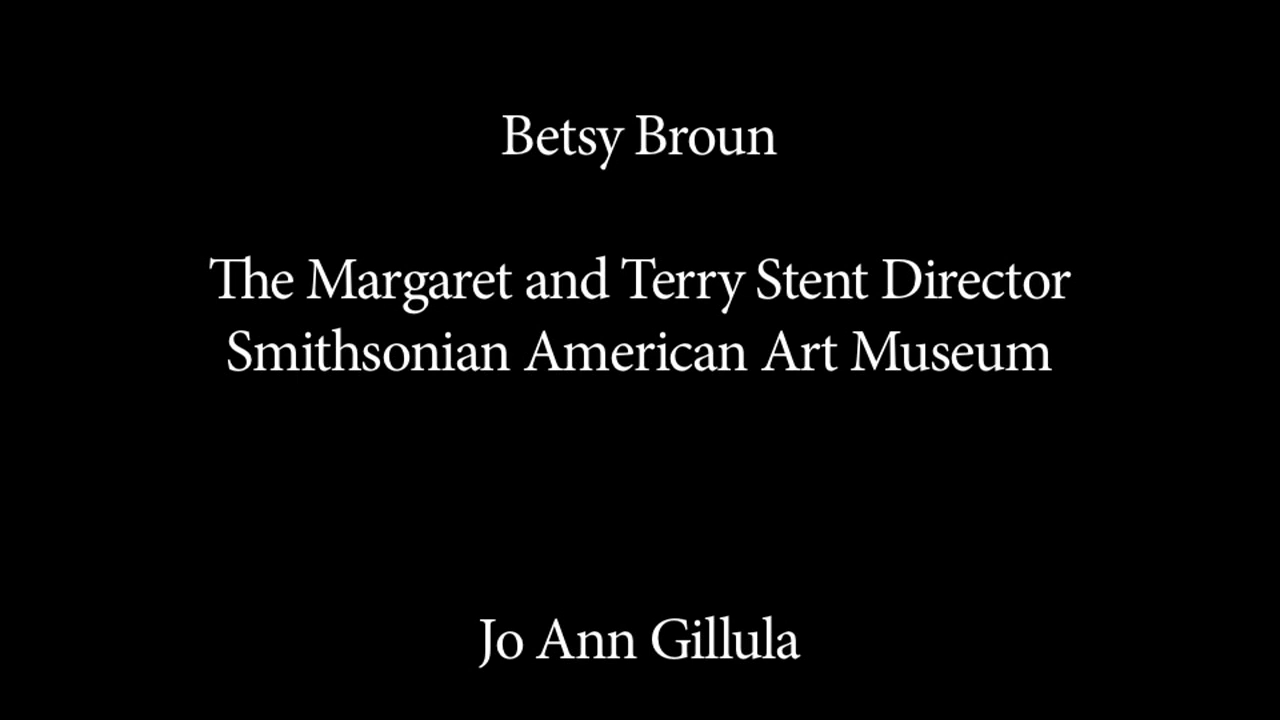 Betsy Broun
The Margaret and Terry Stent Director
Smithsonian American Art Museum
Jo Ann Gillula